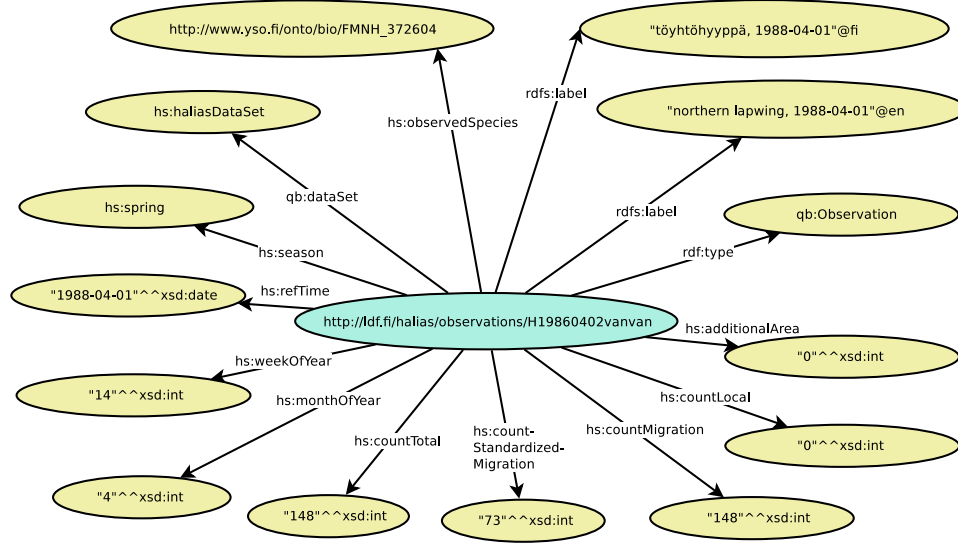 http://www.yso.fi/onto/bio/FMNH_372604
"töyhtöhyyppä, 1988-04-01"@fi
rdfs:label
hs:haliasDataSet
hs:observedSpecies
"northern lapwing, 1988-04-01"@en
qb:dataSet
hs:spring
rdfs:label
qb:Observation
hs:season
rdf:type
"1988-04-01"^^xsd:date
hs:refTime
http://ldf.fi/halias/observations/H19860402vanvan
hs:additionalArea
"0"^^xsd:int
hs:weekOfYear
"14"^^xsd:int
hs:monthOfYear
hs:countLocal
hs:countTotal
hs:count-
Standardized-
Migration
hs:countMigration
"0"^^xsd:int
"4"^^xsd:int
"148"^^xsd:int
"73"^^xsd:int
"148"^^xsd:int